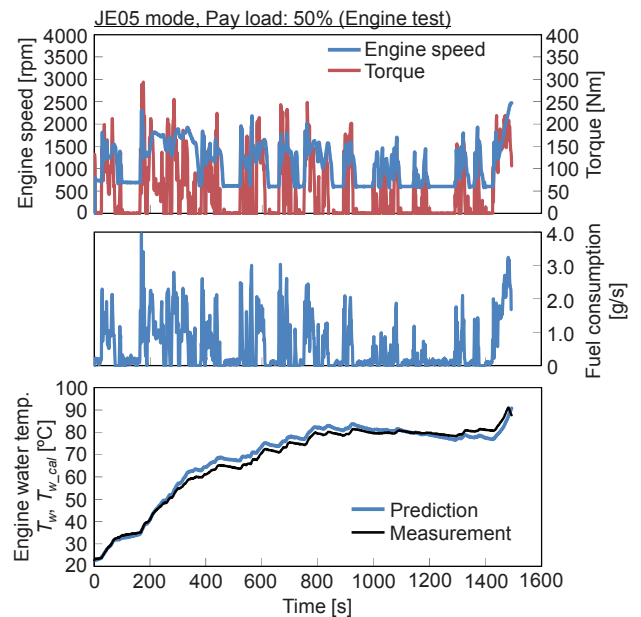 JE05 mode, Pay load: 50% (Engine test)
Engine speed [rpm]
4000
3500
3000
2500
2000
1500
1000
500
0
Engine speed
Torque
400
350
300
250
200
150
100
50
0
Torque [Nm]
4.0
3.0
2.0
1.0
0
Fuel consumption
[g/s]
Engine water temp.
Tw, Tw_cal [ºC]
100
90
80
70
60
50
40
30
20
Prediction
Measurement
0 200 400 600 800 1000 1200 1400 1600
Time [s]